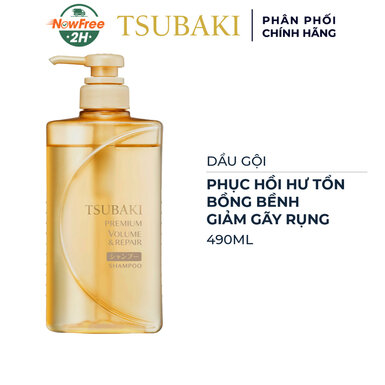 NowFree
2H
TSUBAKI
PHÂN PHỐI
CHÍNH HÃNG
DẦU GỘI
PHỤC HỒI HƯ TỔN
BỒNG BỀNH
GIẢM GÃY RỤNG
490ML
TSUBAKI
PREMIUM
VOLUME
& REPAIR
シャンプー
SHAMPOO